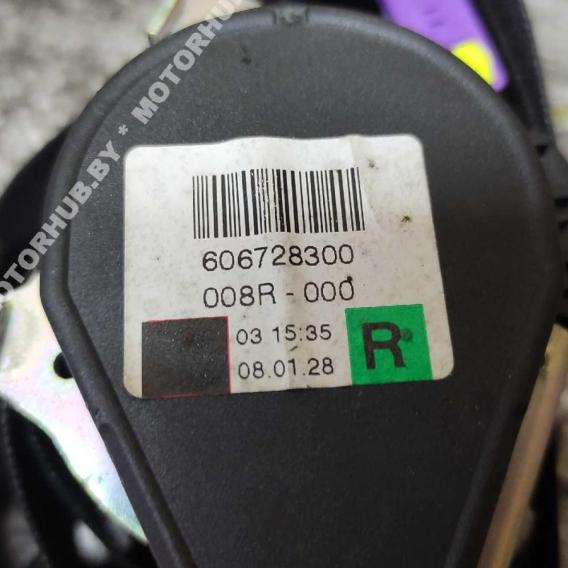 MOTORHUB.BY * MOTORHUB
606728300
008R - 000
03 15:35
08.01.28
R